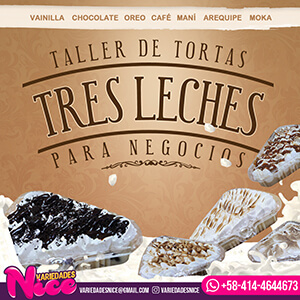 VAINILLA CHOCOLATE OREO CAFÉ MANÍ AREQUIPE MOKA
TALLER DE TORTAS
TRES LECHES
PARA NEGOCIOS
VARIEDADES
Nice
VARIEDADESNICE@GMAIL.COM VARIEDADESNICE
+58-414-4644673